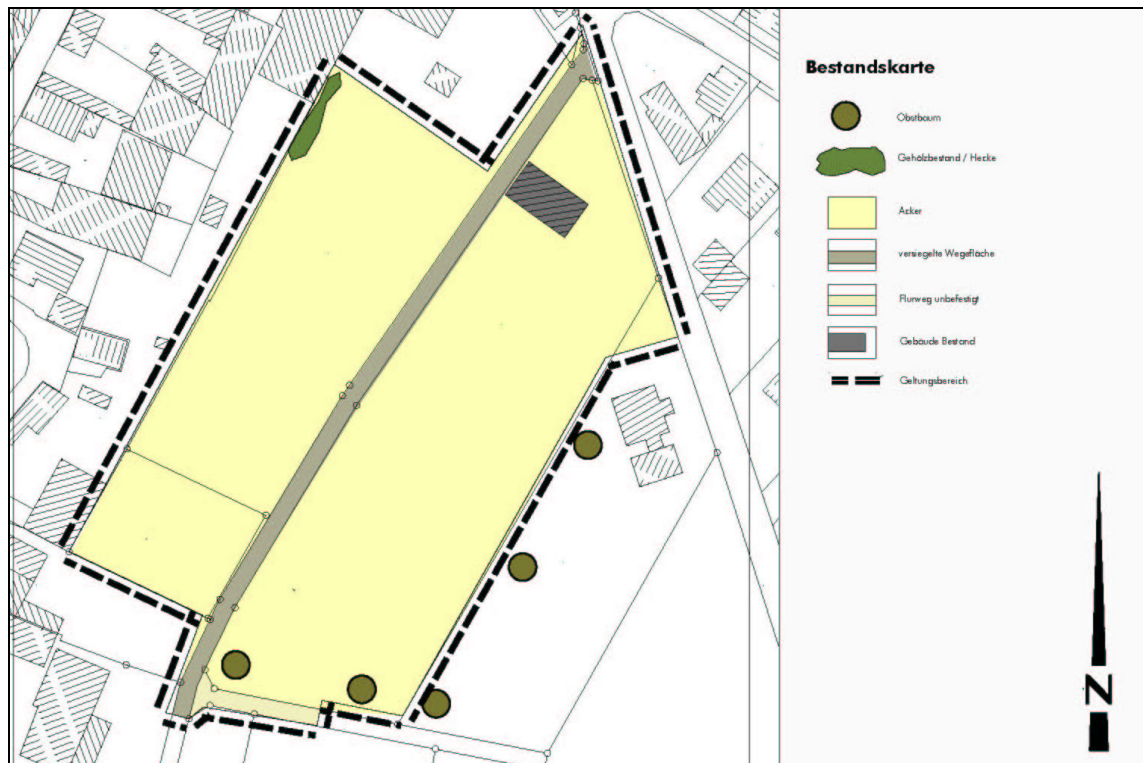 Bestandskarte
Obstbaum
Gehölzbestand / Hecke
Acker
versiegelte Wegefläche
Flurweg unbefestigt
Gebäude Bestand
Geltungsbereich
N